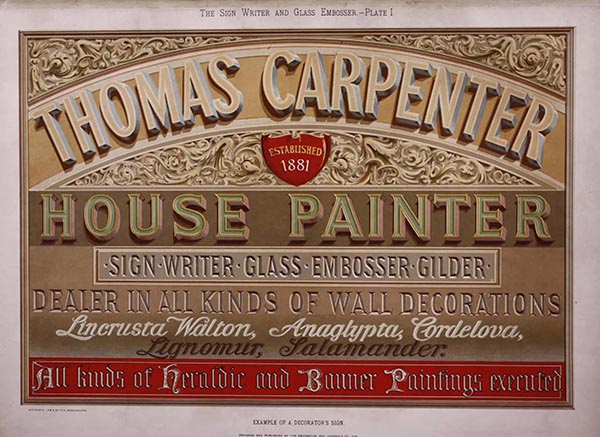 THE SIGN WRITER AND GLASS EMBOSSER.—PLATE I
THOMAS CARPENTER
ESTABLISHED
1881
HOUSE PAINTER
·SIGN·WRITER·GLASS·EMBOSSER·GILDER·
DEALER IN ALL KINDS OF WALL DECORATIONS
Lincrusta Walton, Anaglypta, Cordelova,
Lignomur, Salamander.
All kinds of Heraldic and Banner Paintings executed
EXAMPLE OF A DECORATOR'S SIGN.